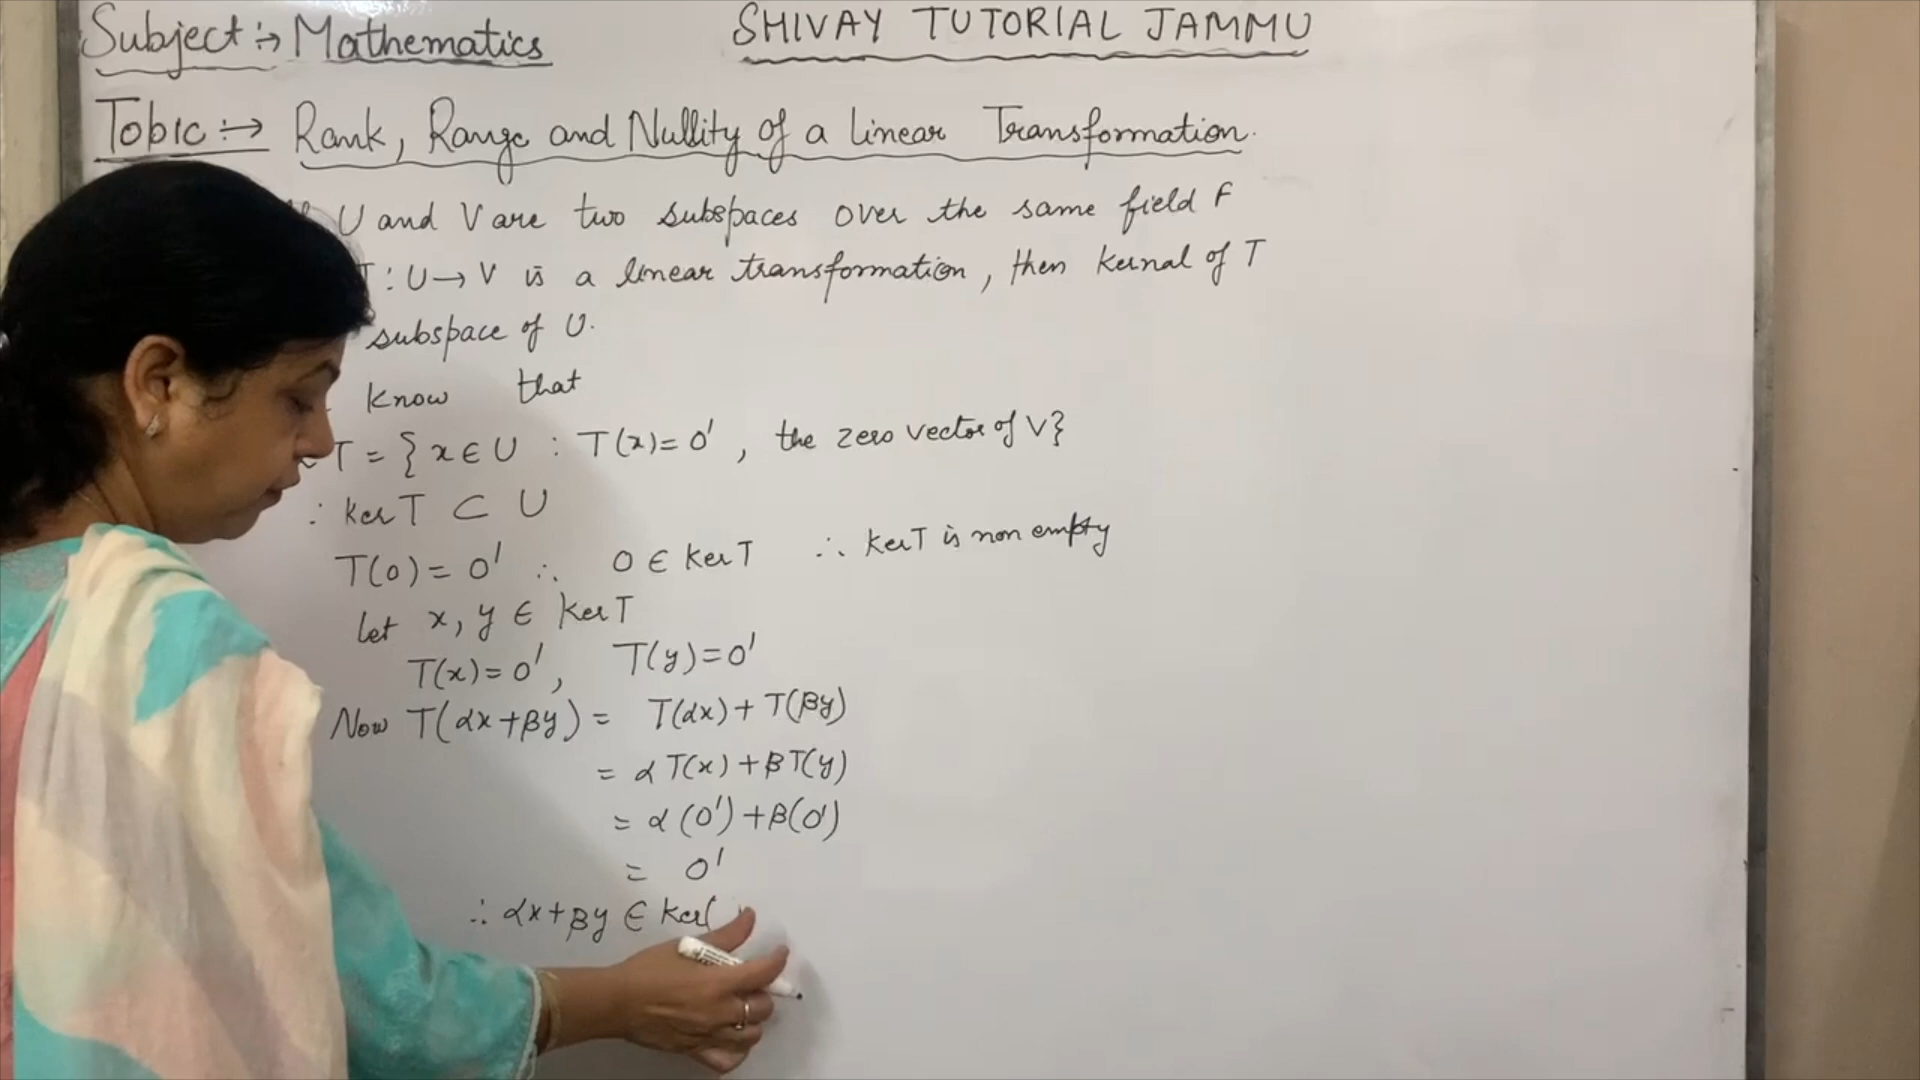 Subject :→ Mathematics
SHIVAY TUTORIAL JAMMU
Tobic :→ Rank, Range and Nullity of a linear Transformation.
U and V are two subspaces over the same field F
T : U → V is a linear transformation, then kernal of T
subspace of U.
know that
T = { x ∈ U : T(x) = 0' , the zero vector of V}
∴ ker T ⊂ U
T(0) = 0' ∴ 0 ∈ Ker T ∴ Ker T is non empty
let x, y ∈ Ker T
T(x) = 0' , T(y) = 0'
Now T(αx + βy) = T(αx) + T(βy)
= α T(x) + β T(y)
= α (0') + β(0')
= 0'
∴ αx + βy ∈ Ker(